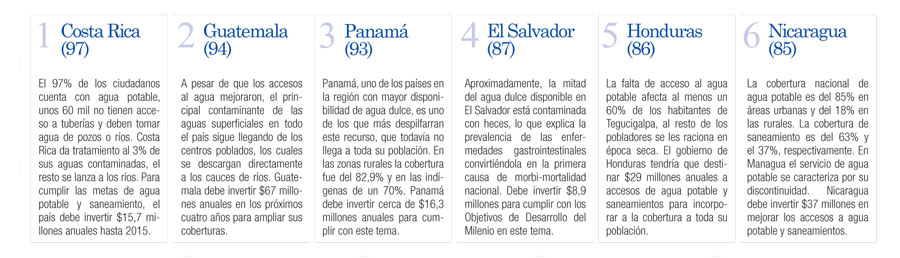 1 Costa Rica
(97)
El 97% de los ciudadanos
cuenta con agua potable,
unos 60 mil no tienen acce-
so a tuberías y deben tomar
agua de pozos o ríos. Costa
Rica da tratamiento al 3% de
sus aguas contaminadas, el
resto se lanza a los ríos. Para
cumplir las metas de agua
potable y saneamiento, el
país debe invertir $15,7 mi-
llones anuales hasta 2015.
2 Guatemala
(94)
A pesar de que los accesos
al agua mejoraron, el prin-
cipal contaminante de las
aguas superficiales en todo
el país sigue llegando de los
centros poblados, los cuales
se descargan directamente
a los cauces de ríos. Guate-
mala debe invertir $67 millo-
nes anuales en los próximos
cuatro años para ampliar sus
coberturas.
3 Panamá
(93)
Panamá, uno de los países en
la región con mayor disponi-
bilidad de agua dulce, es uno
de los que más despilfarran
este recurso, que todavía no
llega a toda su población. En
las zonas rurales la cobertura
fue del 82,9% y en las indí-
genas de un 70%. Panamá
debe invertir cerca de $16,3
millones anuales para cum-
plir con este tema.
4 El Salvador
(87)
Aproximadamente, la mitad
del agua dulce disponible en
El Salvador está contaminada
con heces, lo que explica la
prevalencia de las enfer-
medades gastrointestinales
convirtiéndola en la primera
causa de morbi-mortalidad
nacional. Debe invertir $8,9
millones para cumplir con los
Objetivos de Desarrollo del
Milenio en este tema.
5 Honduras
(86)
La falta de acceso al agua
potable afecta al menos un
60% de los habitantes de
Tegucigalpa, al resto de los
pobladores se les raciona en
época seca. El gobierno de
Honduras tendría que desti-
nar $29 millones anuales a
accesos de agua potable y
saneamientos para incorpo-
rar a la cobertura a toda su
población.
6 Nicaragua
(85)
La cobertura nacional de
agua potable es del 85% en
áreas urbanas y del 18% en
las rurales. La cobertura de
saneamiento es del 63% y
el 37%, respectivamente. En
Managua el servicio de agua
potable se caracteriza por su
discontinuidad. Nicaragua
debe invertir $37 millones en
mejorar los accesos a agua
potable y saneamientos.